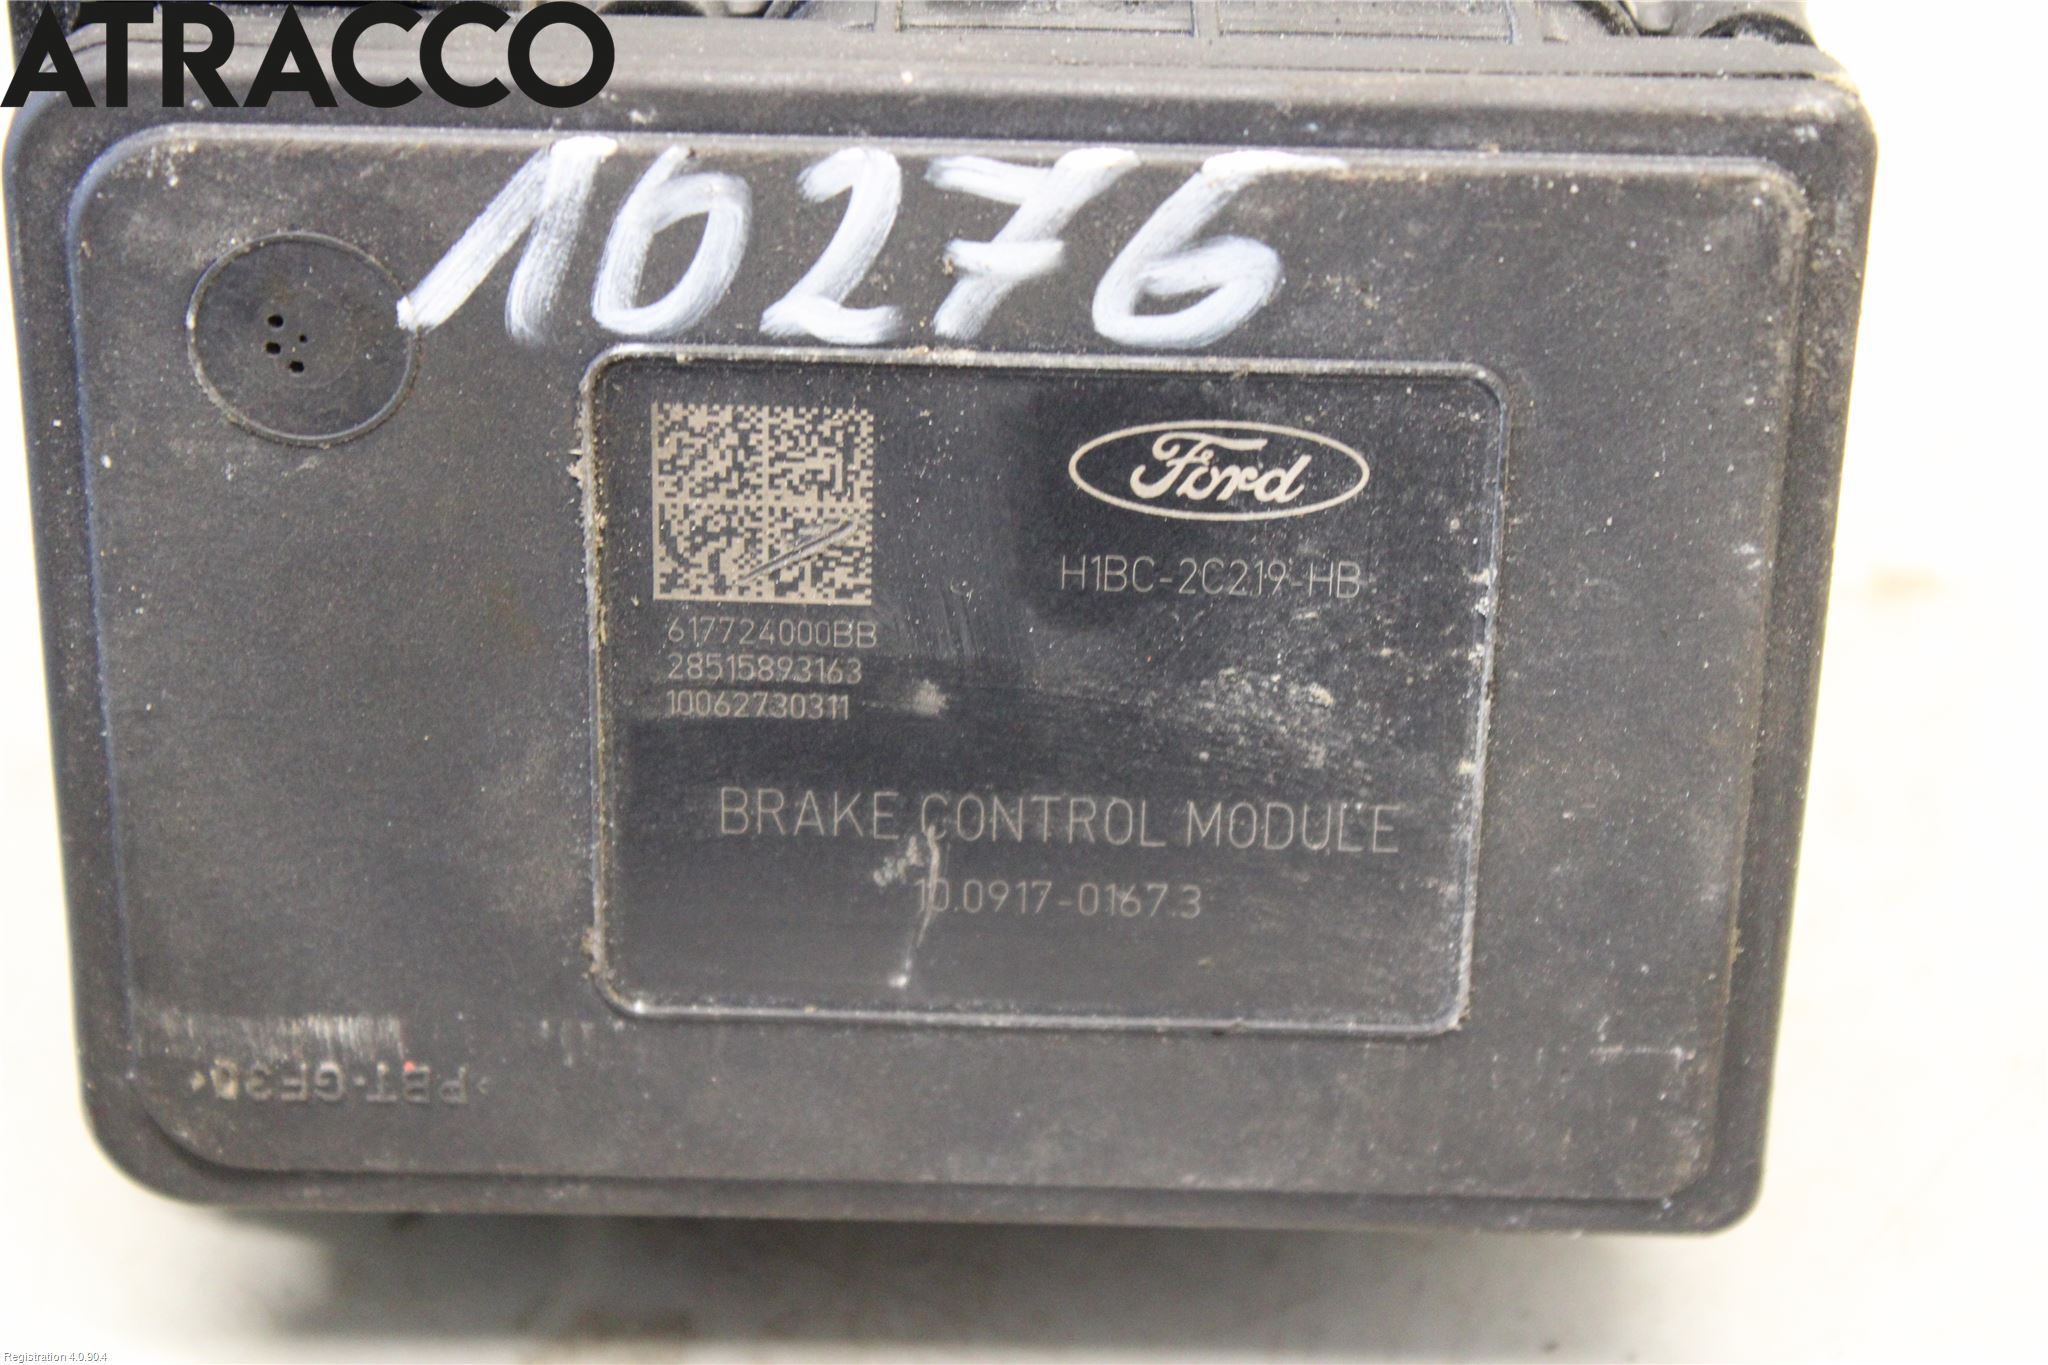 ATRACCO
10276
Ford
H1BC-2C219-HB
617724000BB
28515893163
10062730311
BRAKE CONTROL MODULE
10.0917-0167.3
>PBT-GF30<
Registration 4.0.90.4